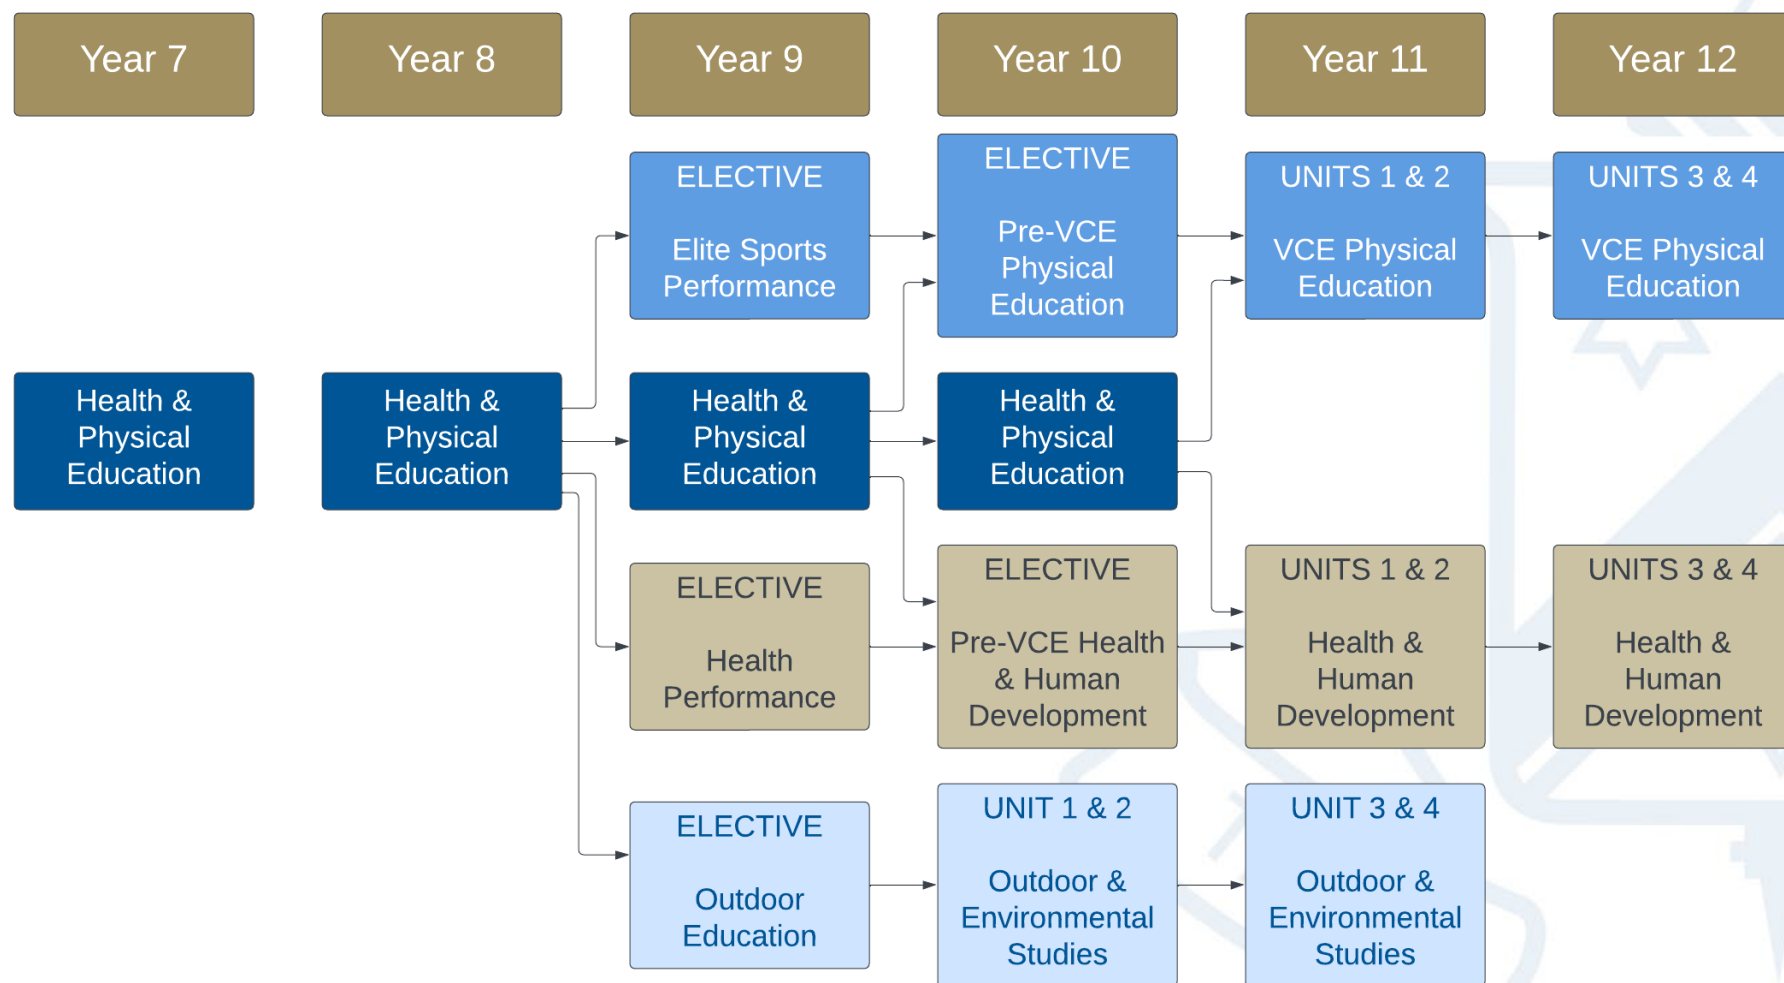 Year 7
Year 8
Year 9
Year 10
Year 11
Year 12
ELECTIVE
Elite Sports
Performance
ELECTIVE
Pre-VCE
Physical
Education
UNITS 1 & 2
VCE Physical
Education
UNITS 3 & 4
VCE Physical
Education
Health &
Physical
Education
Health &
Physical
Education
Health &
Physical
Education
Health &
Physical
Education
ELECTIVE
Health
Performance
ELECTIVE
Pre-VCE Health
& Human
Development
UNITS 1 & 2
Health &
Human
Development
UNITS 3 & 4
Health &
Human
Development
ELECTIVE
Outdoor
Education
UNIT 1 & 2
Outdoor &
Environmental
Studies
UNIT 3 & 4
Outdoor &
Environmental
Studies